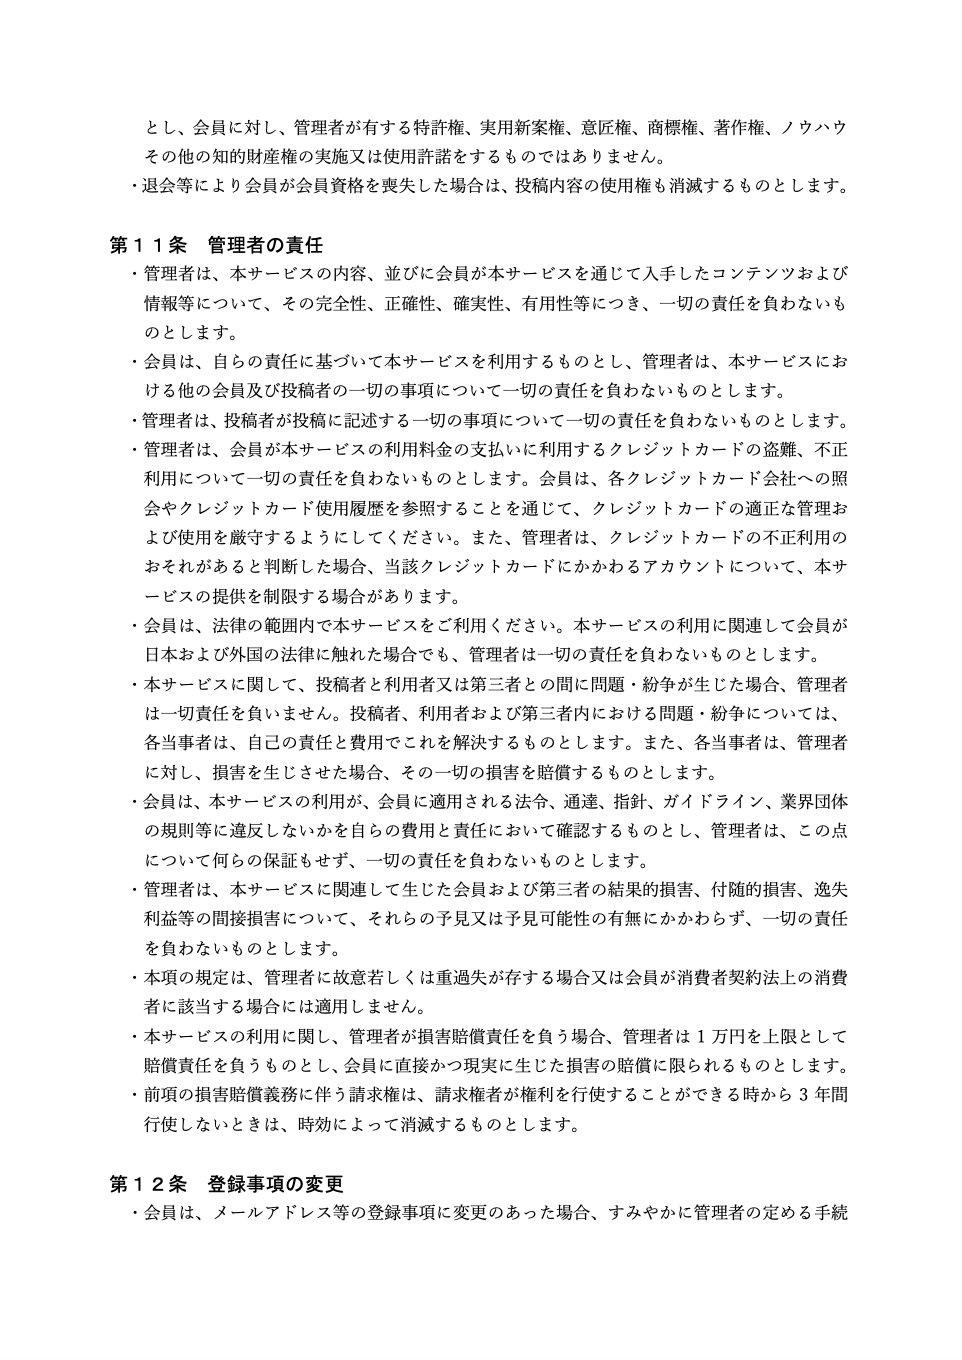 とし、会員に対し、管理者が有する特許権、実用新案権、意匠権、商標権、著作権、ノウハウ
その他の知的財産権の実施又は使用許諾をするものではありません。
・退会等により会員が会員資格を喪失した場合は、投稿内容の使用権も消滅するものとします。
第１１条　管理者の責任
・管理者は、本サービスの内容、並びに会員が本サービスを通じて入手したコンテンツおよび
情報等について、その完全性、正確性、確実性、有用性等につき、一切の責任を負わないも
のとします。
・会員は、自らの責任に基づいて本サービスを利用するものとし、管理者は、本サービスにお
ける他の会員及び投稿者の一切の事項について一切の責任を負わないものとします。
・管理者は、投稿者が投稿に記述する一切の事項について一切の責任を負わないものとします。
・管理者は、会員が本サービスの利用料金の支払いに利用するクレジットカードの盗難、不正
利用について一切の責任を負わないものとします。会員は、各クレジットカード会社への照
会やクレジットカード使用履歴を参照することを通じて、クレジットカードの適正な管理お
よび使用を厳守するようにしてください。また、管理者は、クレジットカードの不正利用の
おそれがあると判断した場合、当該クレジットカードにかかわるアカウントについて、本サ
ービスの提供を制限する場合があります。
・会員は、法律の範囲内で本サービスをご利用ください。本サービスの利用に関連して会員が
日本および外国の法律に触れた場合でも、管理者は一切の責任を負わないものとします。
・本サービスに関して、投稿者と利用者又は第三者との間に問題・紛争が生じた場合、管理者
は一切責任を負いません。投稿者、利用者および第三者内における問題・紛争については、
各当事者は、自己の責任と費用でこれを解決するものとします。また、各当事者は、管理者
に対し、損害を生じさせた場合、その一切の損害を賠償するものとします。
・会員は、本サービスの利用が、会員に適用される法令、通達、指針、ガイドライン、業界団体
の規則等に違反しないかを自らの費用と責任において確認するものとし、管理者は、この点
について何らの保証もせず、一切の責任を負わないものとします。
・管理者は、本サービスに関連して生じた会員および第三者の結果的損害、付随的損害、逸失
利益等の間接損害について、それらの予見又は予見可能性の有無にかかわらず、一切の責任
を負わないものとします。
・本項の規定は、管理者に故意若しくは重過失が存する場合又は会員が消費者契約法上の消費
者に該当する場合には適用しません。
・本サービスの利用に関し、管理者が損害賠償責任を負う場合、管理者は 1 万円を上限として
賠償責任を負うものとし、会員に直接かつ現実に生じた損害の賠償に限られるものとします。
・前項の損害賠償義務に伴う請求権は、請求権者が権利を行使することができる時から 3 年間
行使しないときは、時効によって消滅するものとします。
第１２条　登録事項の変更
・会員は、メールアドレス等の登録事項に変更のあった場合、すみやかに管理者の定める手続